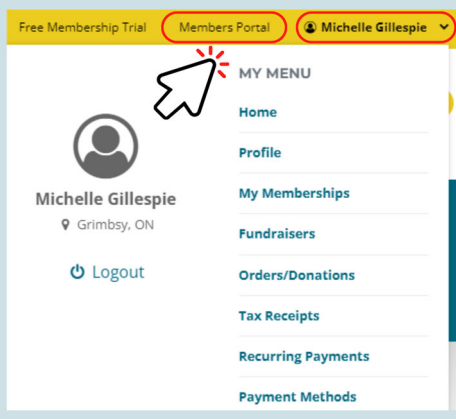 Free Membership Trial Members Portal Michelle Gillespie
MY MENU
Home
Profile
My Memberships
Fundraisers
Orders/Donations
Tax Receipts
Recurring Payments
Payment Methods
Michelle Gillespie
Grimbsy, ON
Logout